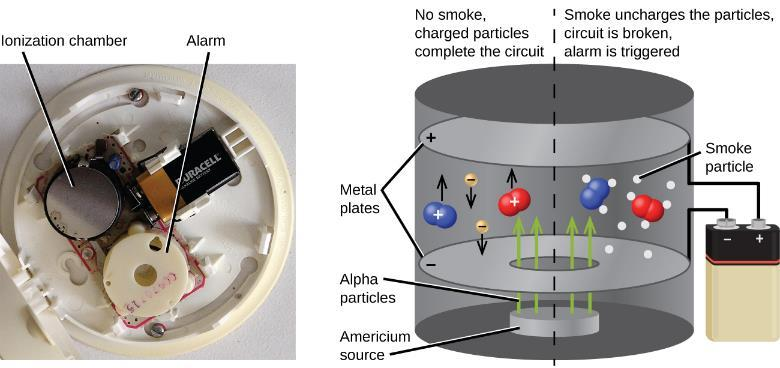 Ionization chamber
Alarm
DURACELL
No smoke,
charged particles
complete the circuit
Smoke uncharges the particles,
circuit is broken,
alarm is triggered
+
Smoke
particle
Metal
plates
+
+
−
−
− +
−
Alpha
particles
Americium
source